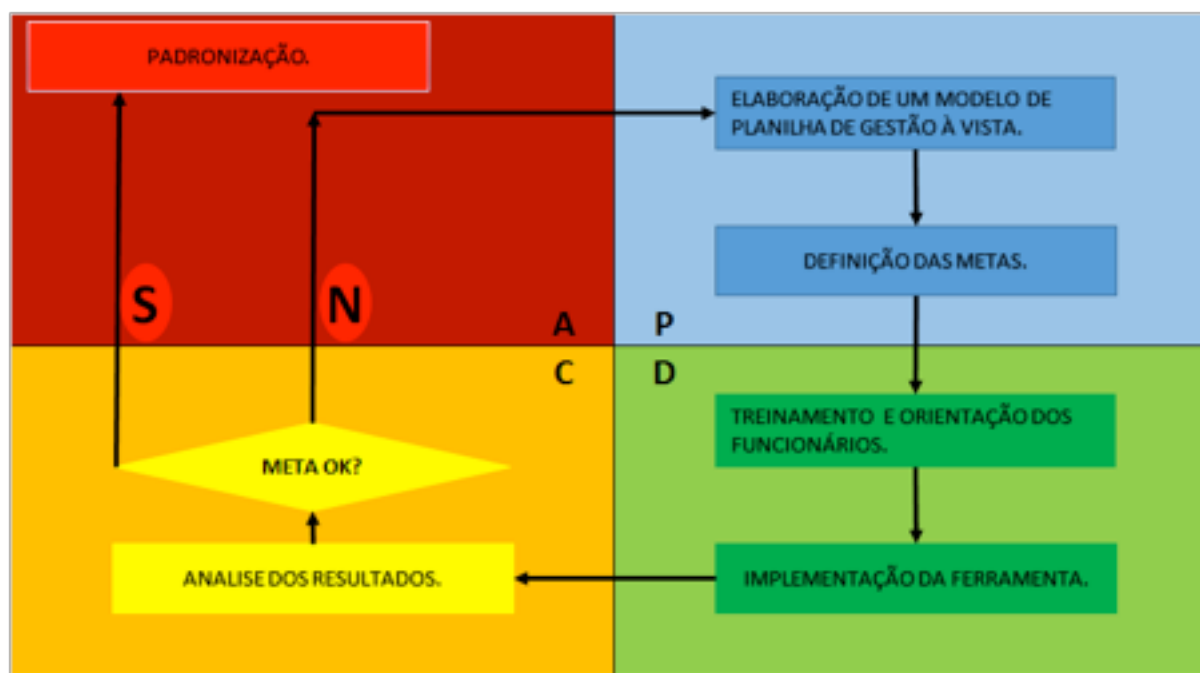 PADRONIZAÇÃO.
ELABORAÇÃO DE UM MODELO DE
PLANILHA DE GESTÃO À VISTA.
DEFINIÇÃO DAS METAS.
S
N
A
P
C
D
TREINAMENTO E ORIENTAÇÃO DOS
FUNCIONÁRIOS.
META OK?
ANALISE DOS RESULTADOS.
IMPLEMENTAÇÃO DA FERRAMENTA.